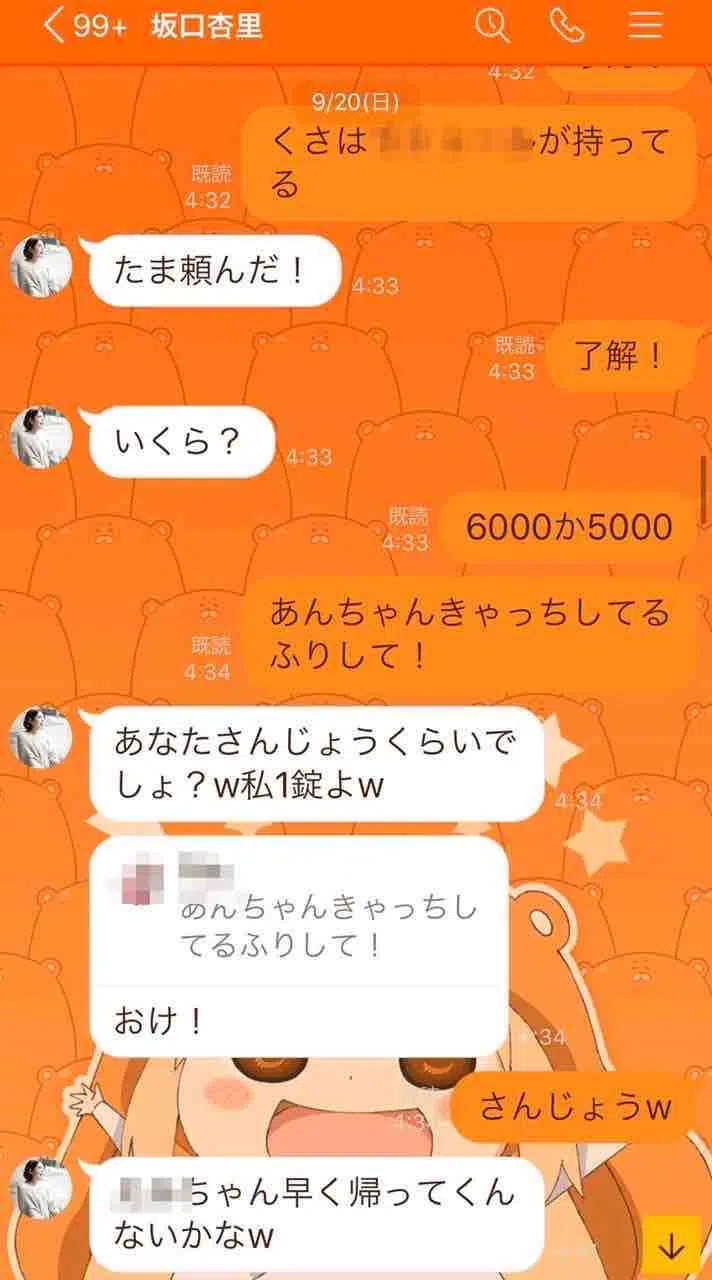 99+ 坂口杏里
4:32
9/20(日)
くさは
が持って
る
既読
4:32
たま頼んだ！
4:33
既読
4:33
了解！
いくら？
4:33
既読
4:33
6000か5000
あんちゃんきゃっちしてる
ふりして！
既読
4:34
あなたさんじょうくらいで
しょ？w私1錠よw
4:34
あんちゃんきゃっちし
てるふりして！
おけ！
4:34
さんじょうw
ちゃん早く帰ってくん
ないかなw